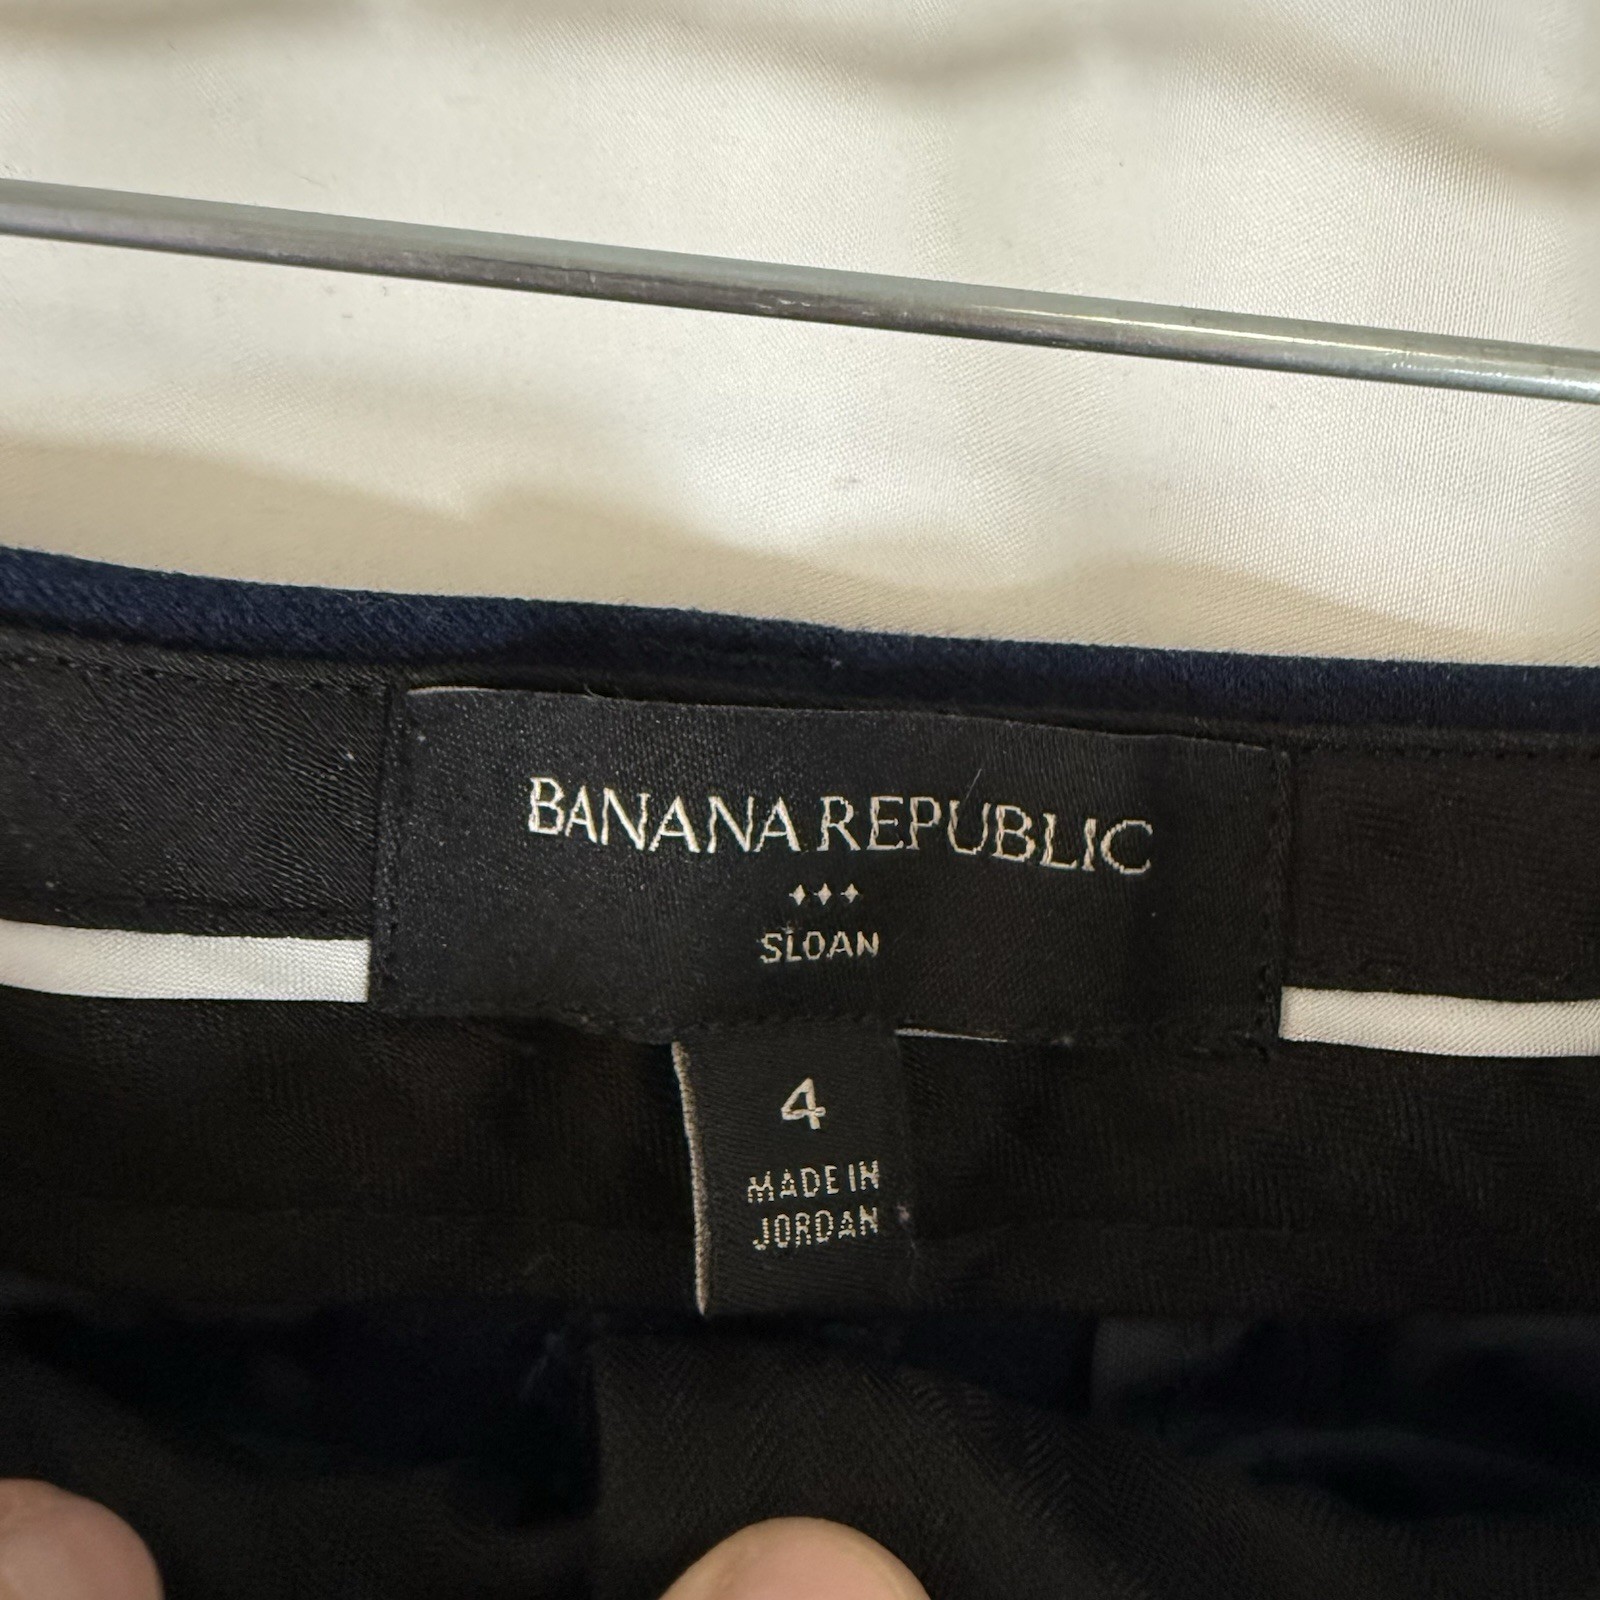 BANANA REPUBLIC
SLOAN
4
MADE IN
JORDAN